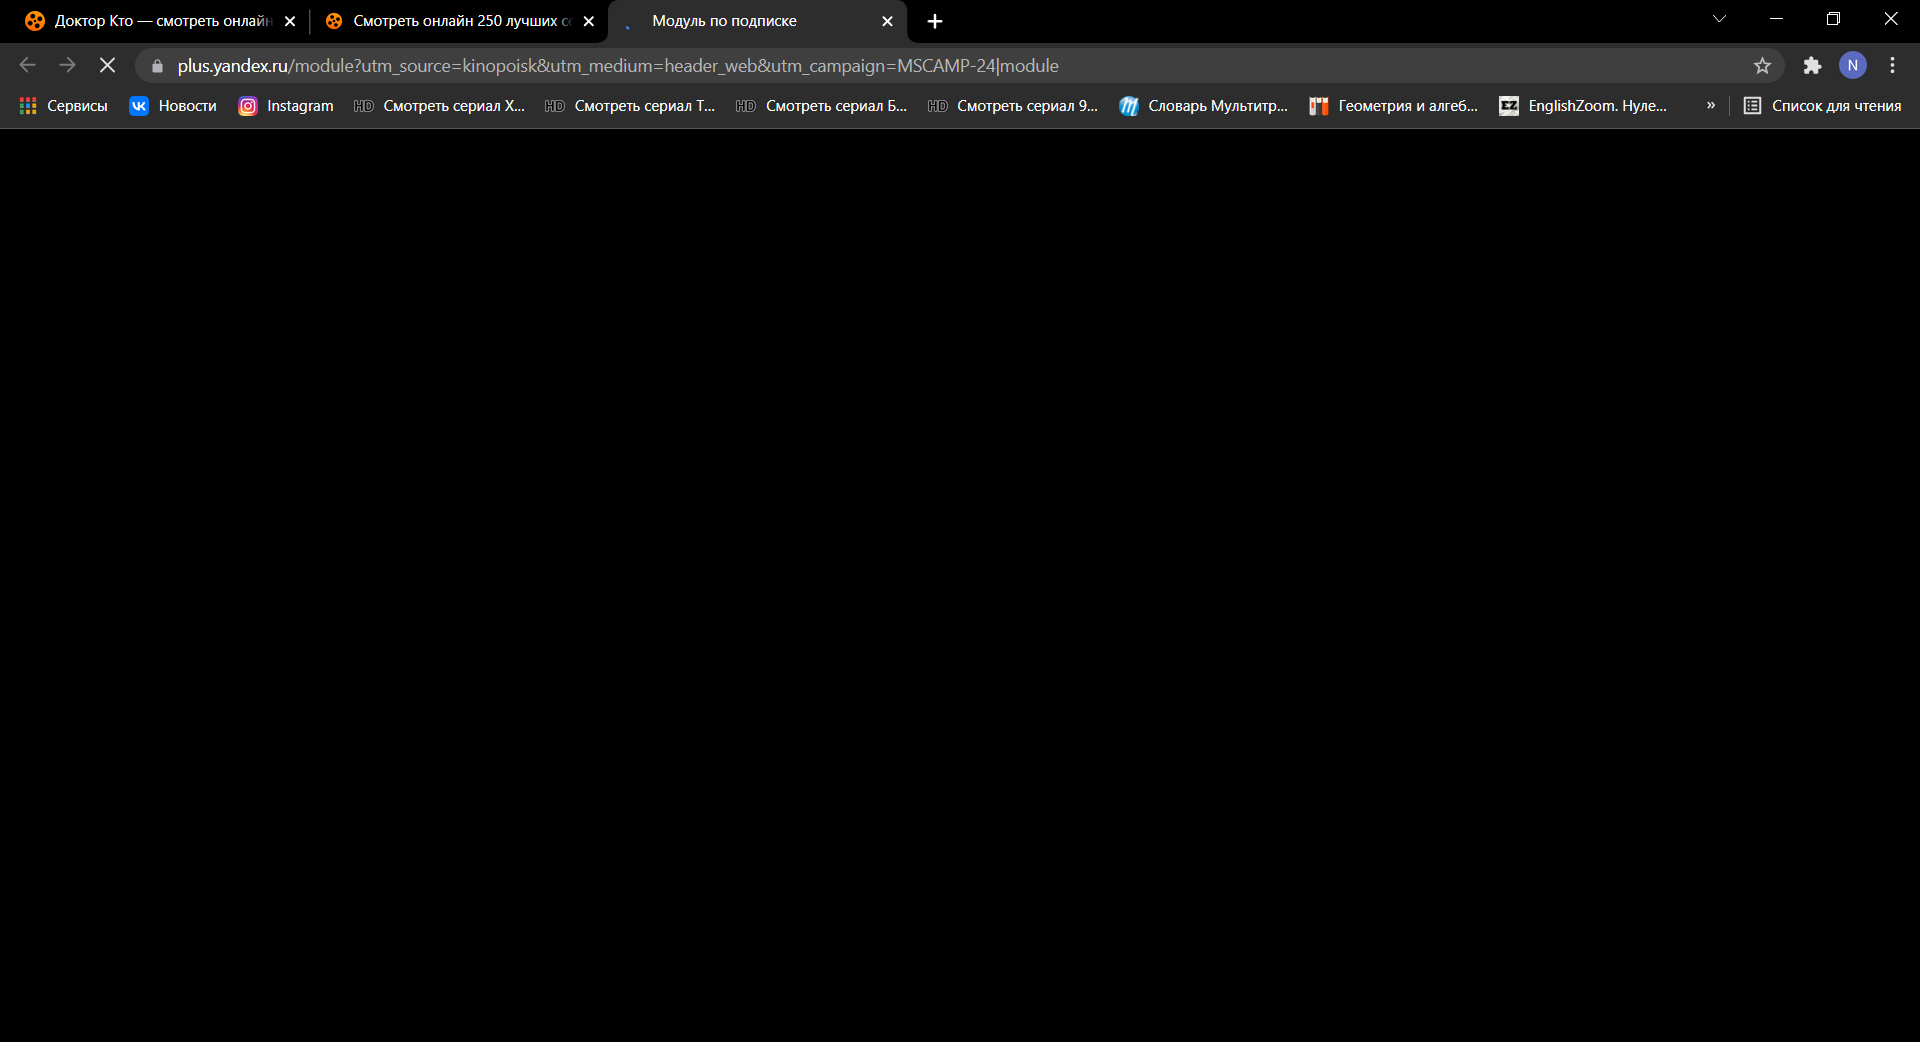 Доктор Кто — смотреть онлайн
Смотреть онлайн 250 лучших се
Модуль по подписке
plus.yandex.ru/module?utm_source=kinopoisk&utm_medium=header_web&utm_campaign=MSCAMP-24|module
N
Сервисы
Новости
Instagram
HD Смотреть сериал Х...
HD Смотреть сериал Т...
HD Смотреть сериал Б...
HD Смотреть сериал 9...
Словарь Мультитр...
Геометрия и алгеб...
EZ EnglishZoom. Нуле...
»
Список для чтения